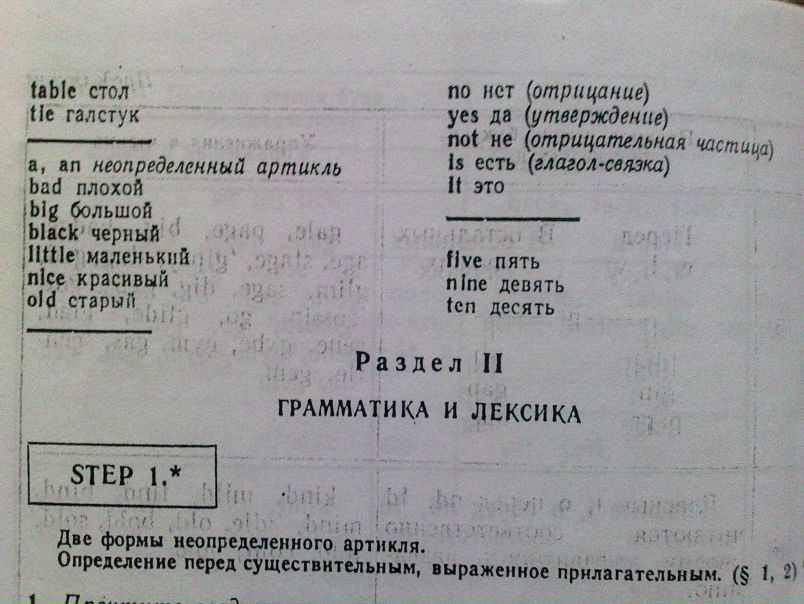 table стол
tie галстук
a, an неопределенный артикль
bad плохой
big большой
black черный
little маленький
nice красивый
old старый
no нет (отрицание)
yes да (утверждение)
not не (отрицательная частица)
is есть (глагол-связка)
it это
five пять
nine девять
ten десять
Раздел II
ГРАММАТИКА И ЛЕКСИКА
STEP 1.*
Две формы неопределенного артикля.
Определение перед существительным, выраженное прилагательным. (§ 1, 2)
1.